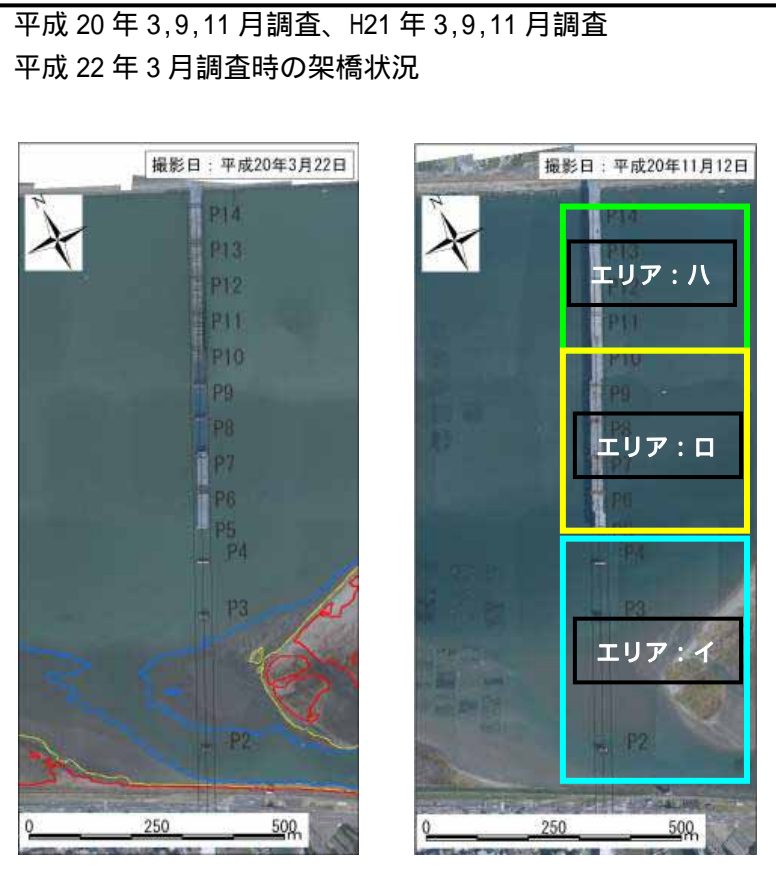 平成 20 年 3,9,11 月調査、H21 年 3,9,11 月調査
平成 22 年 3 月調査時の架橋状況
撮影日：平成20年3月22日
N
P14
P13
P12
P11
P10
P9
P8
P7
P6
P5
P4
P3
P2
0 250 500m
撮影日：平成20年11月12日
N
P14
P13
エリア：ハ
P12
P11
P10
P9
P8
エリア：ロ
P7
P6
P5
P4
P3
エリア：イ
P2
0 250 500m